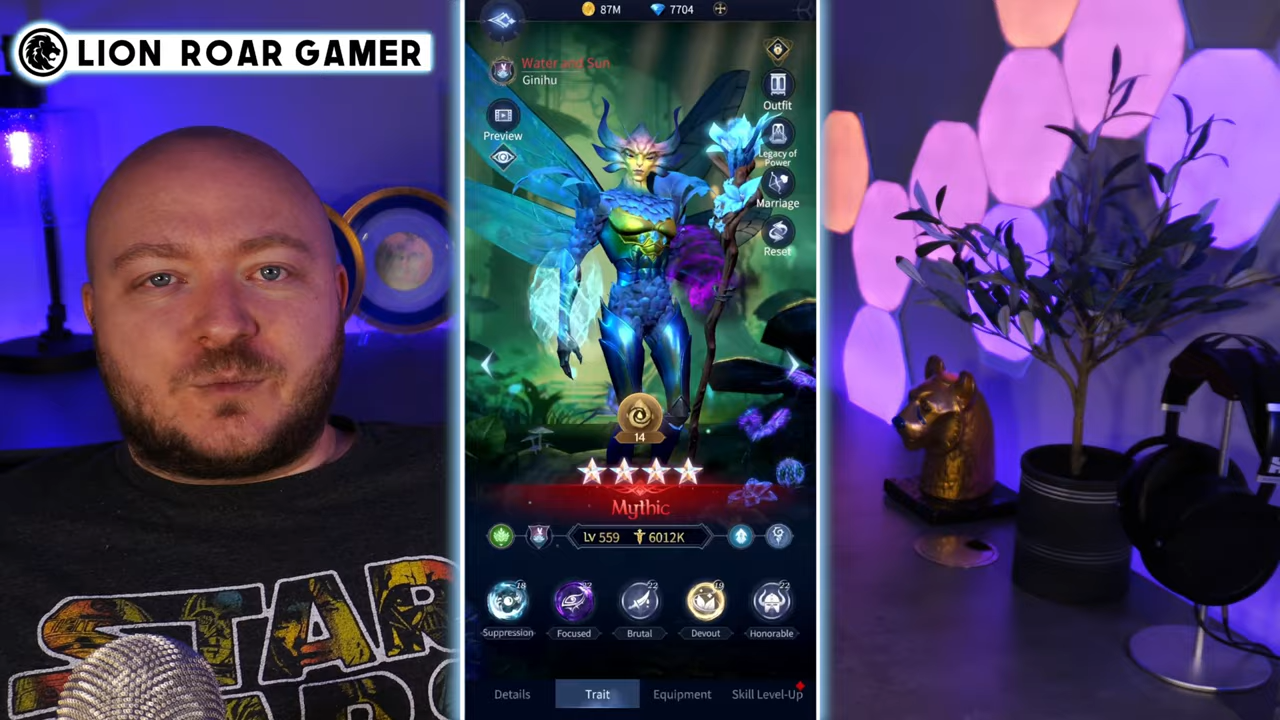 LION ROAR GAMER
87M
7704
Water and Sun
Ginihu
Preview
Outfit
Legacy of
Power
Marriage
Reset
14
Mythic
Lv 559
6012K
18
22
22
19
22
Suppression
Focused
Brutal
Devout
Honorable
Details
Trait
Equipment
Skill Level-Up
STAR